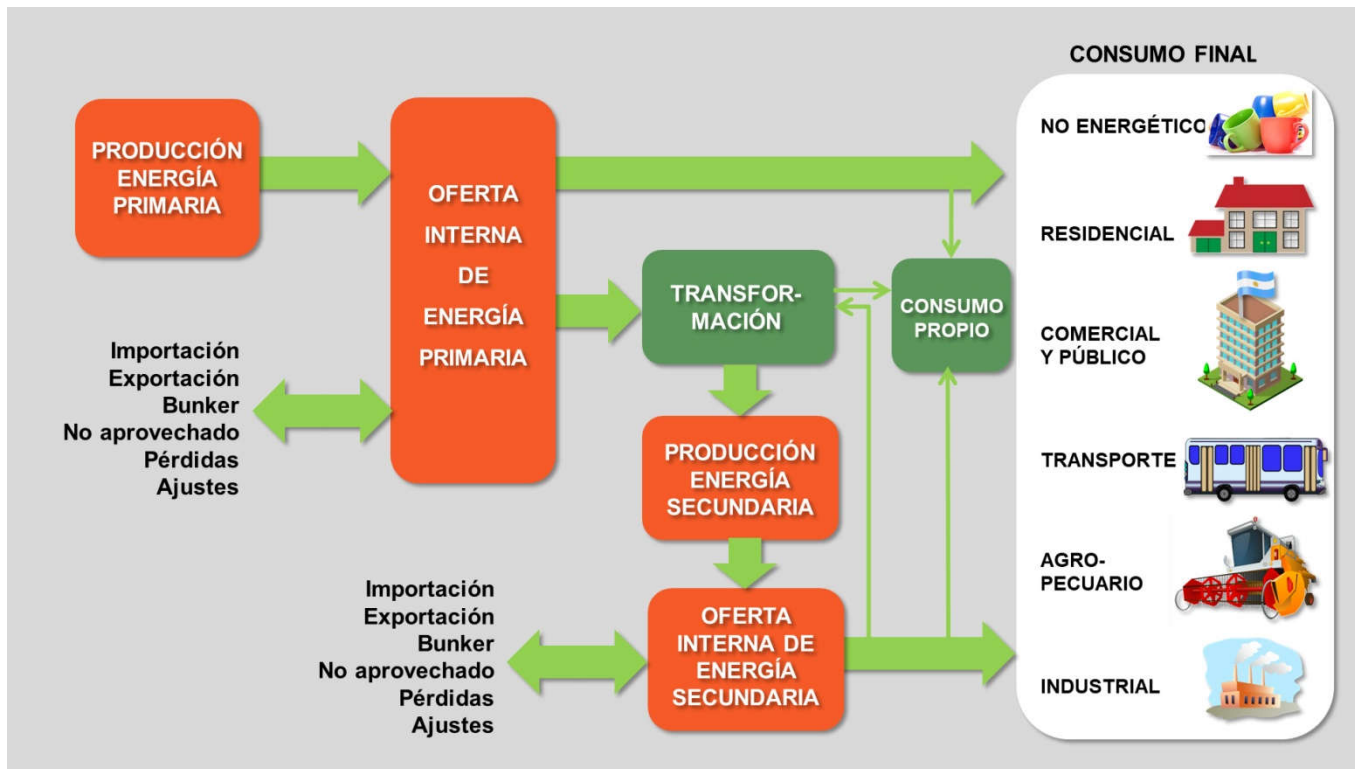 CONSUMO FINAL
PRODUCCIÓN
ENERGÍA
PRIMARIA
OFERTA
INTERNA
DE
ENERGÍA
PRIMARIA
Importación
Exportación
Bunker
No aprovechado
Pérdidas
Ajustes
TRANSFOR-
MACIÓN
CONSUMO
PROPIO
PRODUCCIÓN
ENERGÍA
SECUNDARIA
Importación
Exportación
Bunker
No aprovechado
Pérdidas
Ajustes
OFERTA
INTERNA DE
ENERGÍA
SECUNDARIA
NO ENERGÉTICO
RESIDENCIAL
COMERCIAL
Y PÚBLICO
TRANSPORTE
AGRO-
PECUARIO
INDUSTRIAL